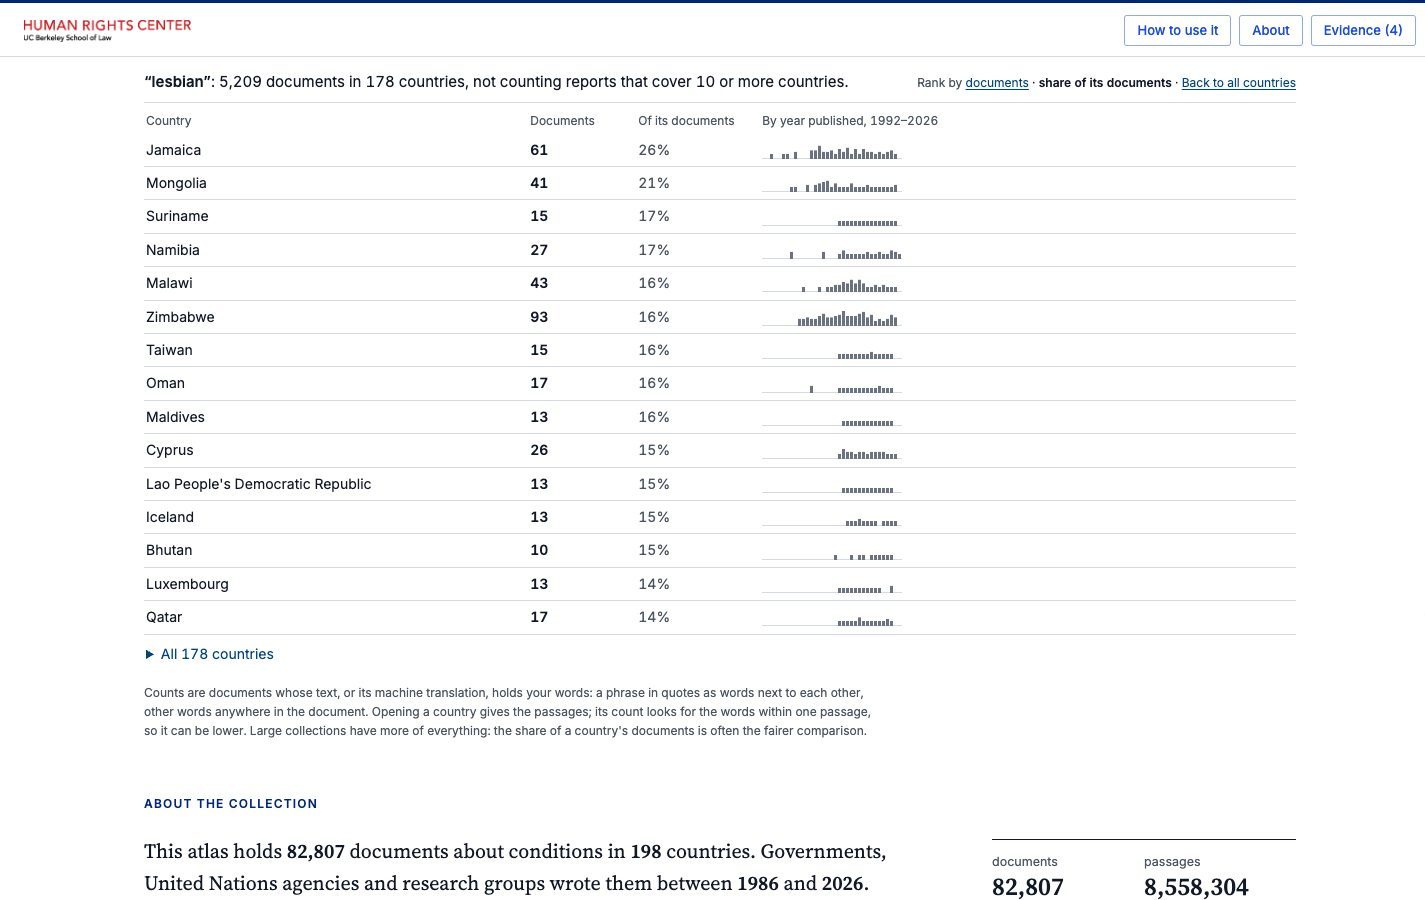 HUMAN RIGHTS CENTER
UC Berkeley School of Law
How to use it About Evidence (4)
“lesbian”: 5,209 documents in 178 countries, not counting reports that cover 10 or more countries. Rank by documents · share of its documents · Back to all countries
Country Documents Of its documents By year published, 1992–2026
Jamaica 61 26%
Mongolia 41 21%
Suriname 15 17%
Namibia 27 17%
Malawi 43 16%
Zimbabwe 93 16%
Taiwan 15 16%
Oman 17 16%
Maldives 13 16%
Cyprus 26 15%
Lao People's Democratic Republic 13 15%
Iceland 13 15%
Bhutan 10 15%
Luxembourg 13 14%
Qatar 17 14%
▶ All 178 countries
Counts are documents whose text, or its machine translation, holds your words: a phrase in quotes as words next to each other,
other words anywhere in the document. Opening a country gives the passages; its count looks for the words within one passage,
so it can be lower. Large collections have more of everything: the share of a country's documents is often the fairer comparison.
ABOUT THE COLLECTION
This atlas holds 82,807 documents about conditions in 198 countries. Governments,
United Nations agencies and research groups wrote them between 1986 and 2026.
documents passages
82,807 8,558,304